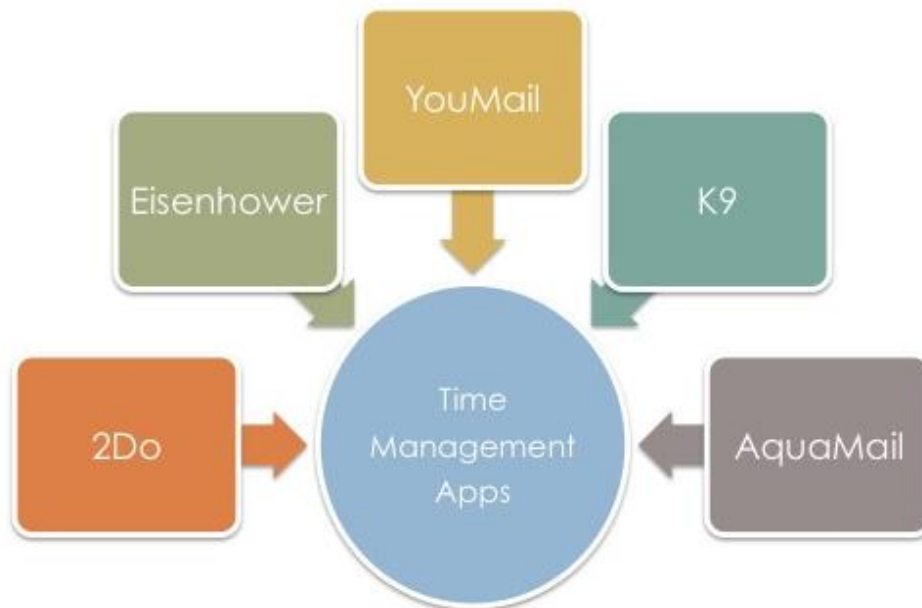 YouMail
Eisenhower
K9
2Do
Time
Management
Apps
AquaMail